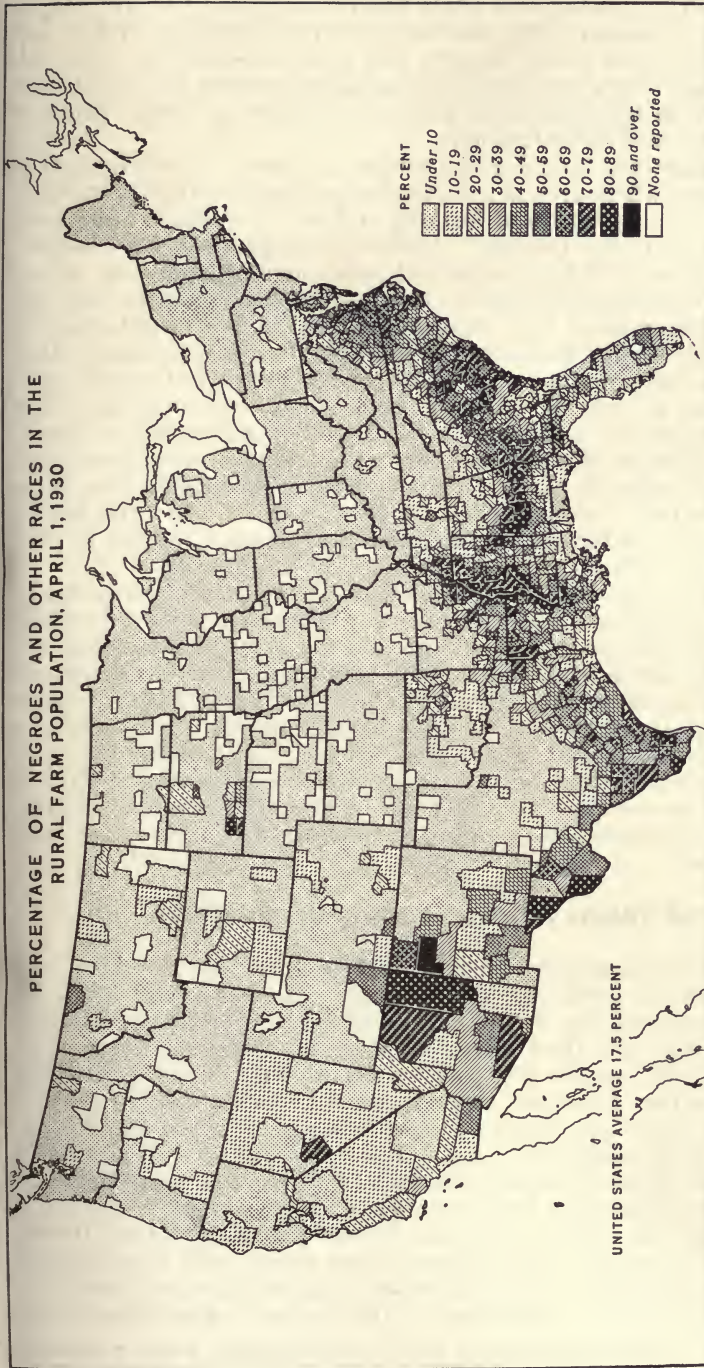 PERCENTAGE OF NEGROES AND OTHER RACES IN THE
RURAL FARM POPULATION, APRIL 1, 1930
PERCENT
Under 10
10-19
20-29
30-39
40-49
50-59
60-69
70-79
80-89
90 and over
None reported
UNITED STATES AVERAGE 17.5 PERCENT